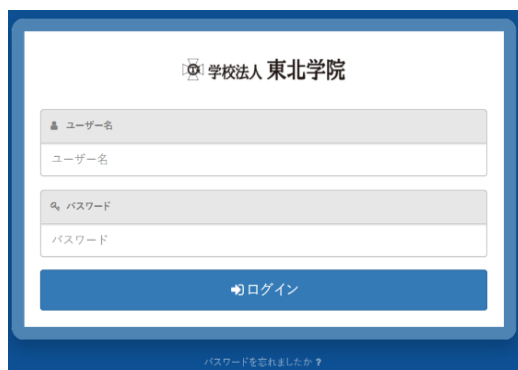 学校法人 東北学院
ユーザー名
ユーザー名
パスワード
パスワード
ログイン
パスワードを忘れましたか ?